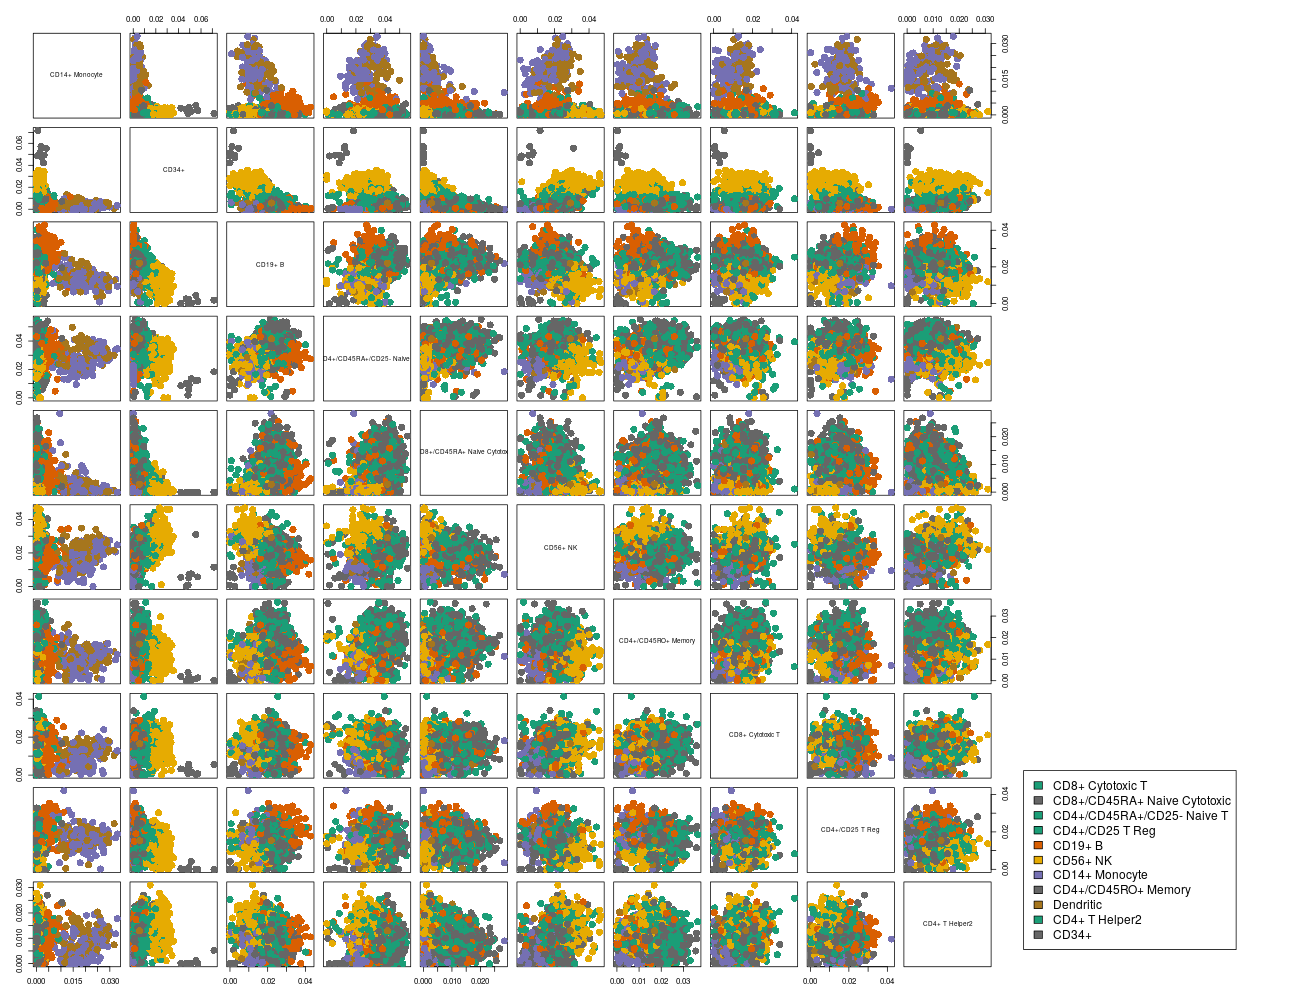 0.00 0.02 0.04 0.06
0.00 0.02 0.04
0.00 0.02 0.04
0.00 0.02 0.04
0.000 0.010 0.020 0.030
CD14+ Monocyte
0.000 0.015 0.030
CD34+
0.00 0.02 0.04 0.06
CD19+ B
0.00 0.02 0.04
D4+/CD45RA+/CD25- Naive
0.00 0.02 0.04
D8+/CD45RA+ Naive Cytotox
0.000 0.010 0.020
CD56+ NK
0.00 0.02 0.04
CD4+/CD45RO+ Memory
0.00 0.01 0.02 0.03
CD8+ Cytotoxic T
0.00 0.02 0.04
CD4+/CD25 T Reg
0.00 0.02 0.04
CD4+ T Helper2
0.000 0.010 0.020 0.030
0.000 0.015 0.030
0.00 0.02 0.04
0.000 0.010 0.020
0.00 0.01 0.02 0.03
0.00 0.02 0.04
CD8+ Cytotoxic T
CD8+/CD45RA+ Naive Cytotoxic
CD4+/CD45RA+/CD25- Naive T
CD4+/CD25 T Reg
CD19+ B
CD56+ NK
CD14+ Monocyte
CD4+/CD45RO+ Memory
Dendritic
CD4+ T Helper2
CD34+